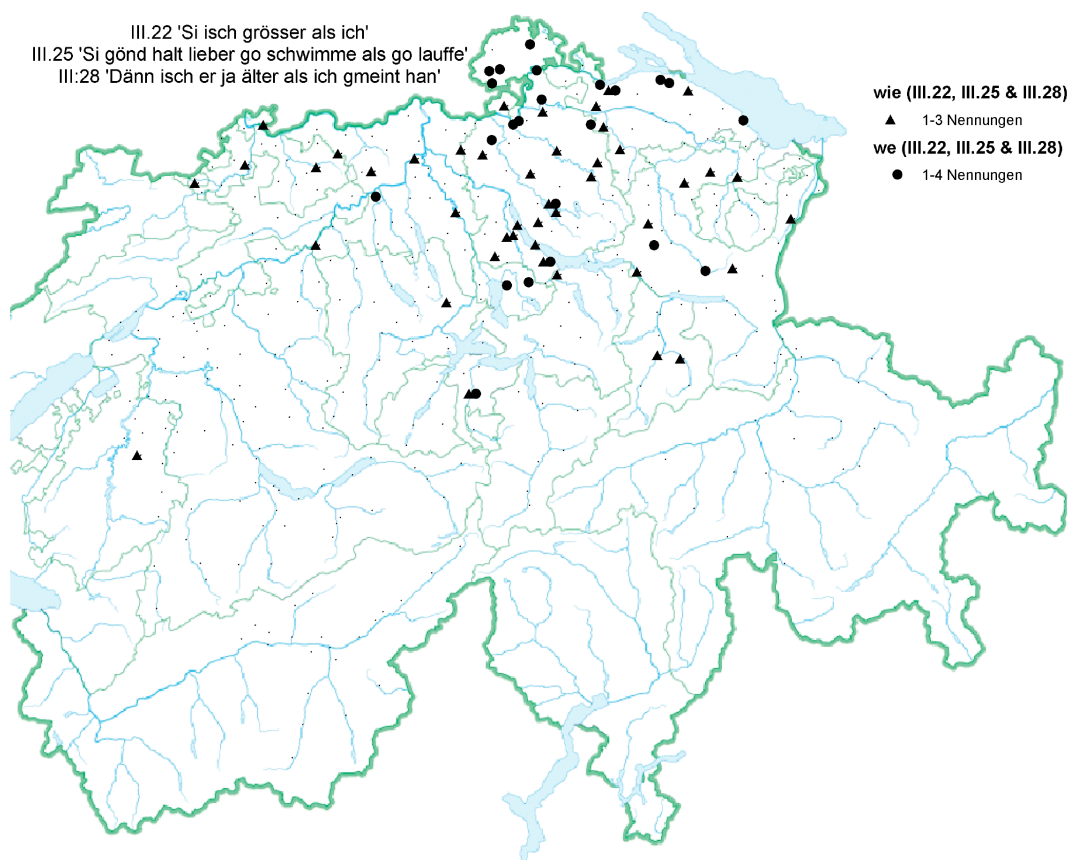 III.22 'Si isch grösser als ich'
III.25 'Si gönd halt lieber go schwimme als go lauffe'
III:28 'Dänn isch er ja älter als ich gmeint han'
wie (III.22, III.25 & III.28)
1-3 Nennungen
we (III.22, III.25 & III.28)
1-4 Nennungen